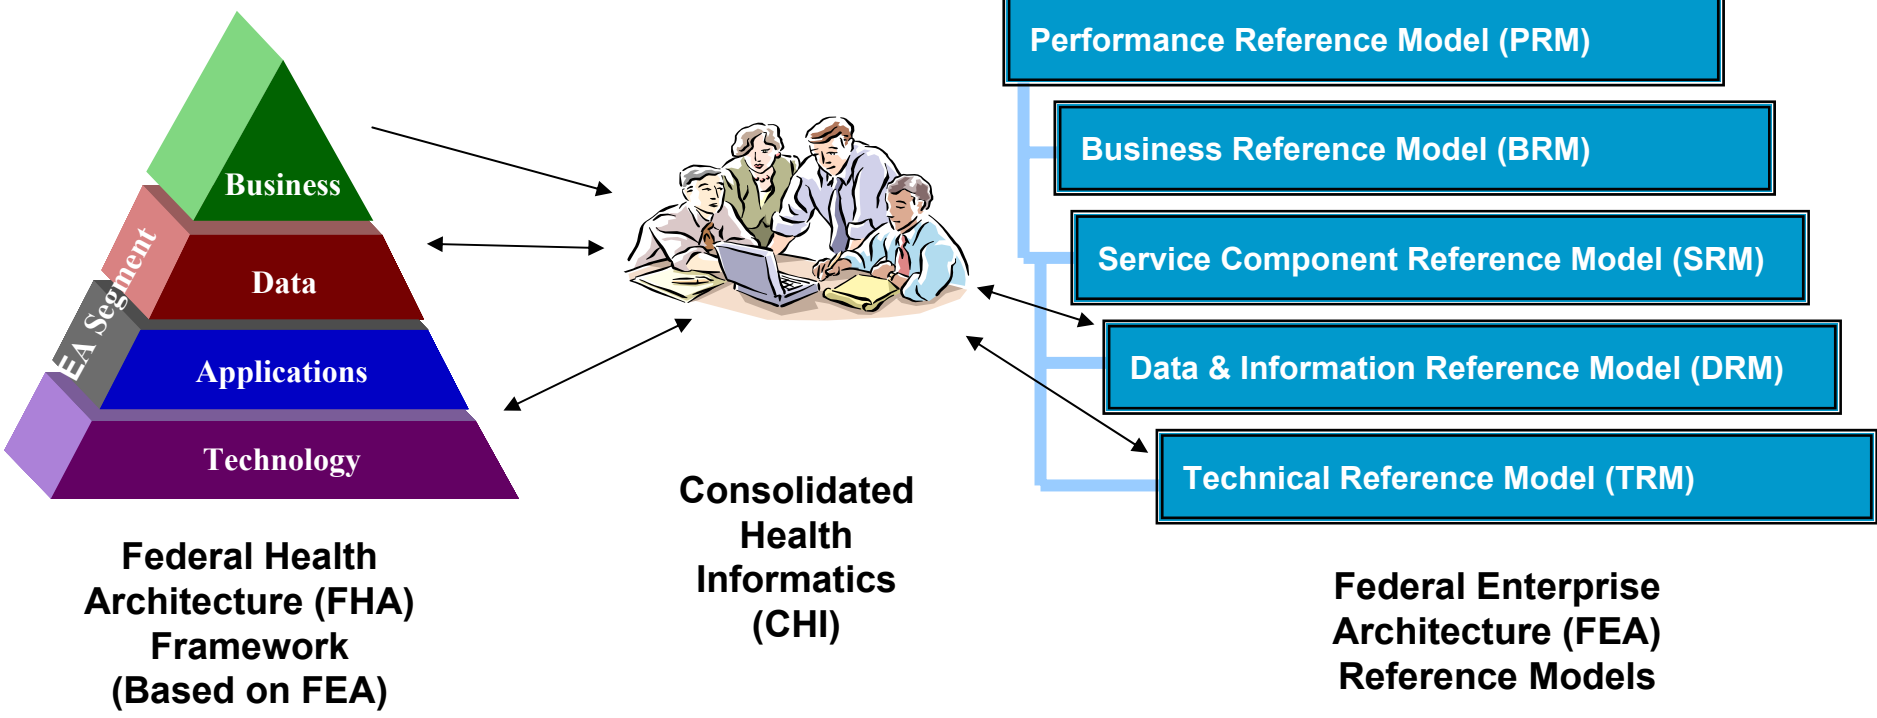 Business
Data
Applications
Technology
EA Segment
Federal Health
Architecture (FHA)
Framework
(Based on FEA)
Consolidated
Health
Informatics
(CHI)
Performance Reference Model (PRM)
Business Reference Model (BRM)
Service Component Reference Model (SRM)
Data & Information Reference Model (DRM)
Technical Reference Model (TRM)
Federal Enterprise
Architecture (FEA)
Reference Models